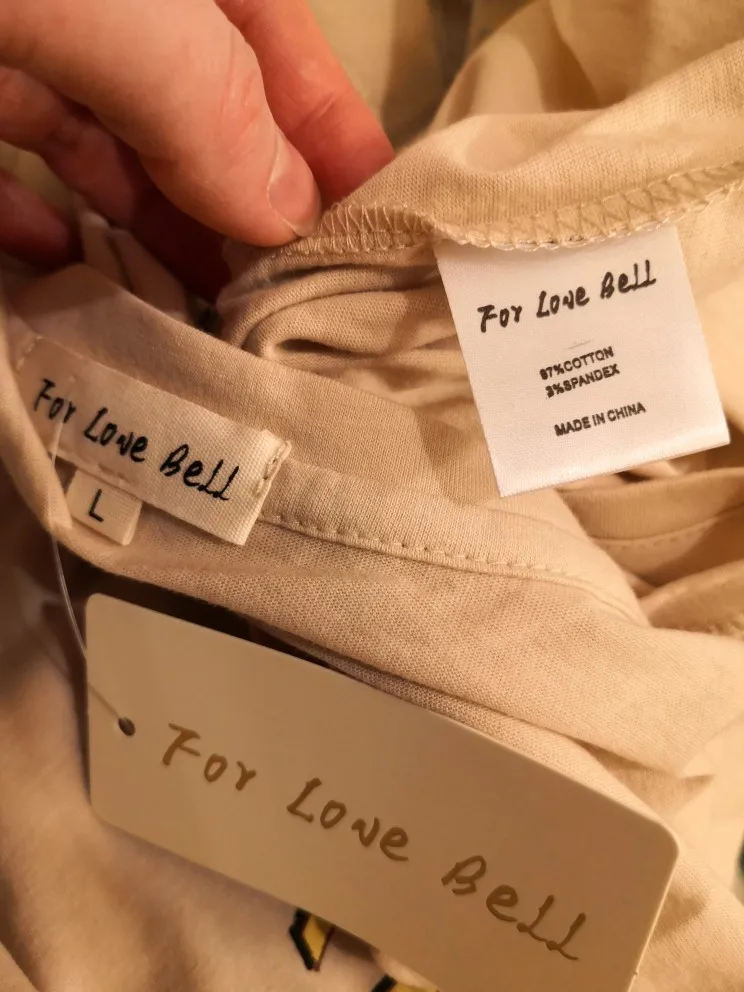 For Love Bell
97%COTTON
3%SPANDEX
MADE IN CHINA
For Love Bell
L
For Love Bell